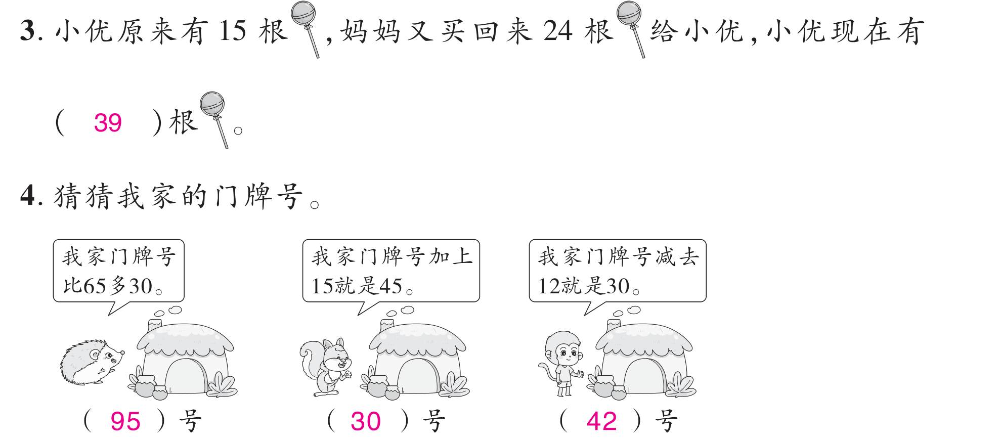 3. 小优原来有 15 根,妈妈又买回来 24 根给小优,小优现在有
( 39 )根。
4. 猜猜我家的门牌号。
我家门牌号
比65多30。
我家门牌号加上
15就是45。
我家门牌号减去
12就是30。
( 95 )号 ( 30 )号 ( 42 )号